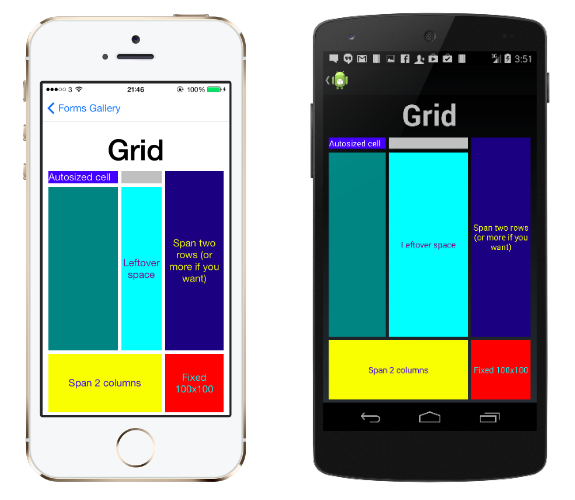 ●●●○○ 3 21:46 100%
Forms Gallery
Grid
Autosized cell
Leftover
space
Span two
rows (or
more if you
want)
Span 2 columns
Fixed
100x100
3:51
Grid
Autosized cell
Leftover space
Span two rows
(or more if you
want)
Span 2 columns
Fixed 100x100